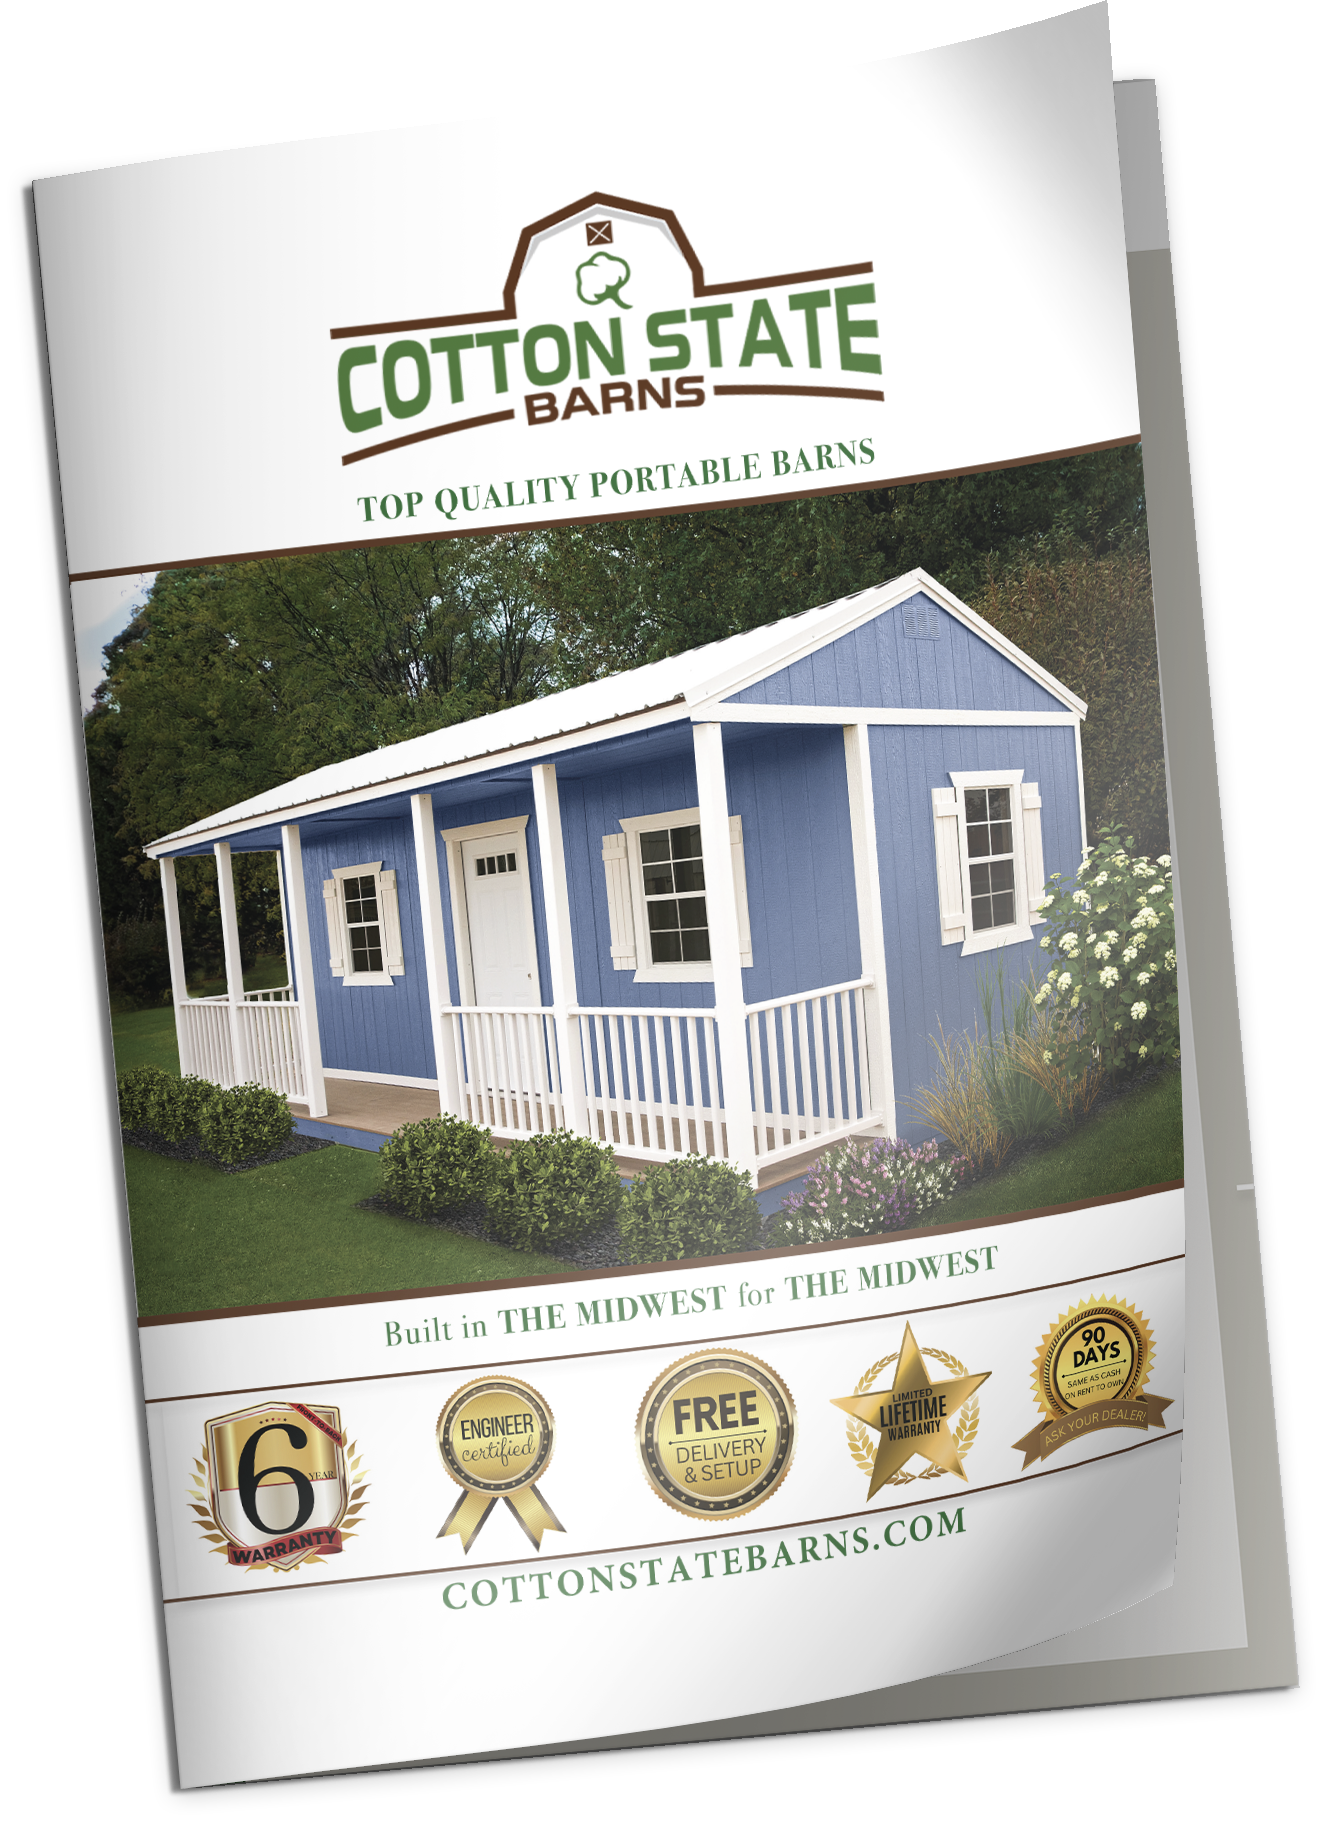 COTTON STATE
BARNS
TOP QUALITY PORTABLE BARNS
Built in THE MIDWEST for THE MIDWEST
6
YEAR
WARRANTY
ENGINEER
certified
FREE
DELIVERY
& SETUP
LIMITED
LIFETIME
WARRANTY
90
DAYS
SAME AS CASH
ON RENT TO OWN
ASK YOUR DEALER!
COTTONSTATEBARNS.COM